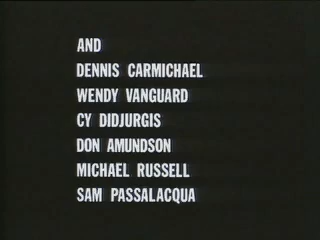 AND
DENNIS CARMICHAEL
WENDY VANGUARD
CY DIDJURGIS
DON AMUNDSON
MICHAEL RUSSELL
SAM PASSALACQUA